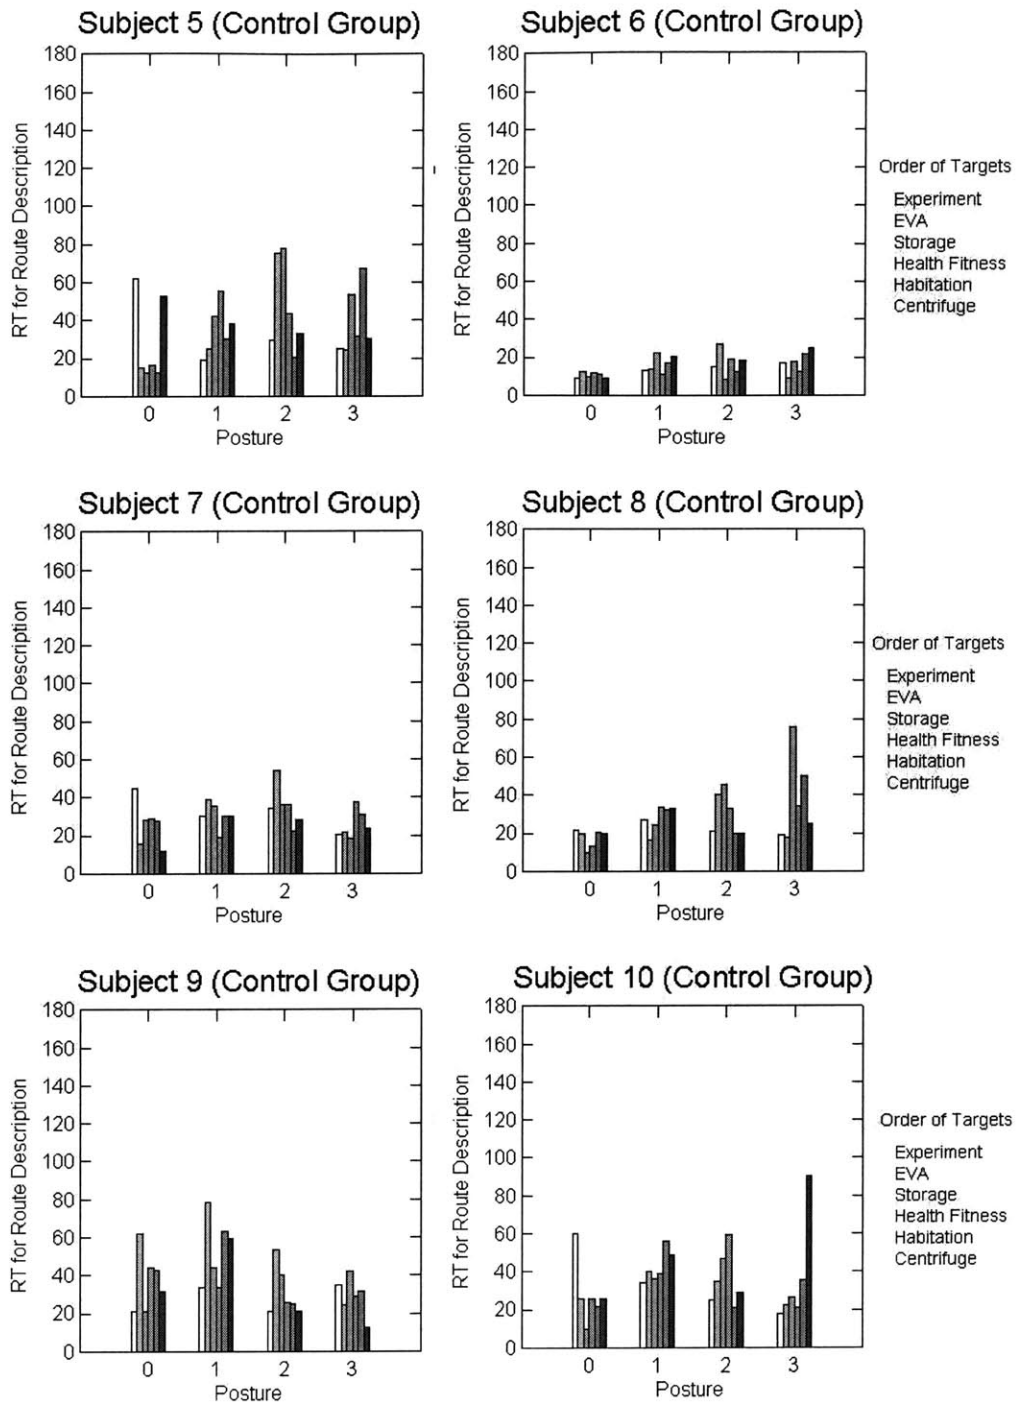 Subject 5 (Control Group)
180
160
140
120
100
80
60
40
20
0
RT for Route Description
0 1 2 3
Posture
Subject 6 (Control Group)
180
160
140
120
100
80
60
40
20
0
RT for Route Description
0 1 2 3
Posture
Order of Targets
Experiment
EVA
Storage
Health Fitness
Habitation
Centrifuge
Subject 7 (Control Group)
180
160
140
120
100
80
60
40
20
0
RT for Route Description
0 1 2 3
Posture
Subject 8 (Control Group)
180
160
140
120
100
80
60
40
20
0
RT for Route Description
0 1 2 3
Posture
Order of Targets
Experiment
EVA
Storage
Health Fitness
Habitation
Centrifuge
Subject 9 (Control Group)
180
160
140
120
100
80
60
40
20
0
RT for Route Description
0 1 2 3
Posture
Subject 10 (Control Group)
180
160
140
120
100
80
60
40
20
0
RT for Route Description
0 1 2 3
Posture
Order of Targets
Experiment
EVA
Storage
Health Fitness
Habitation
Centrifuge